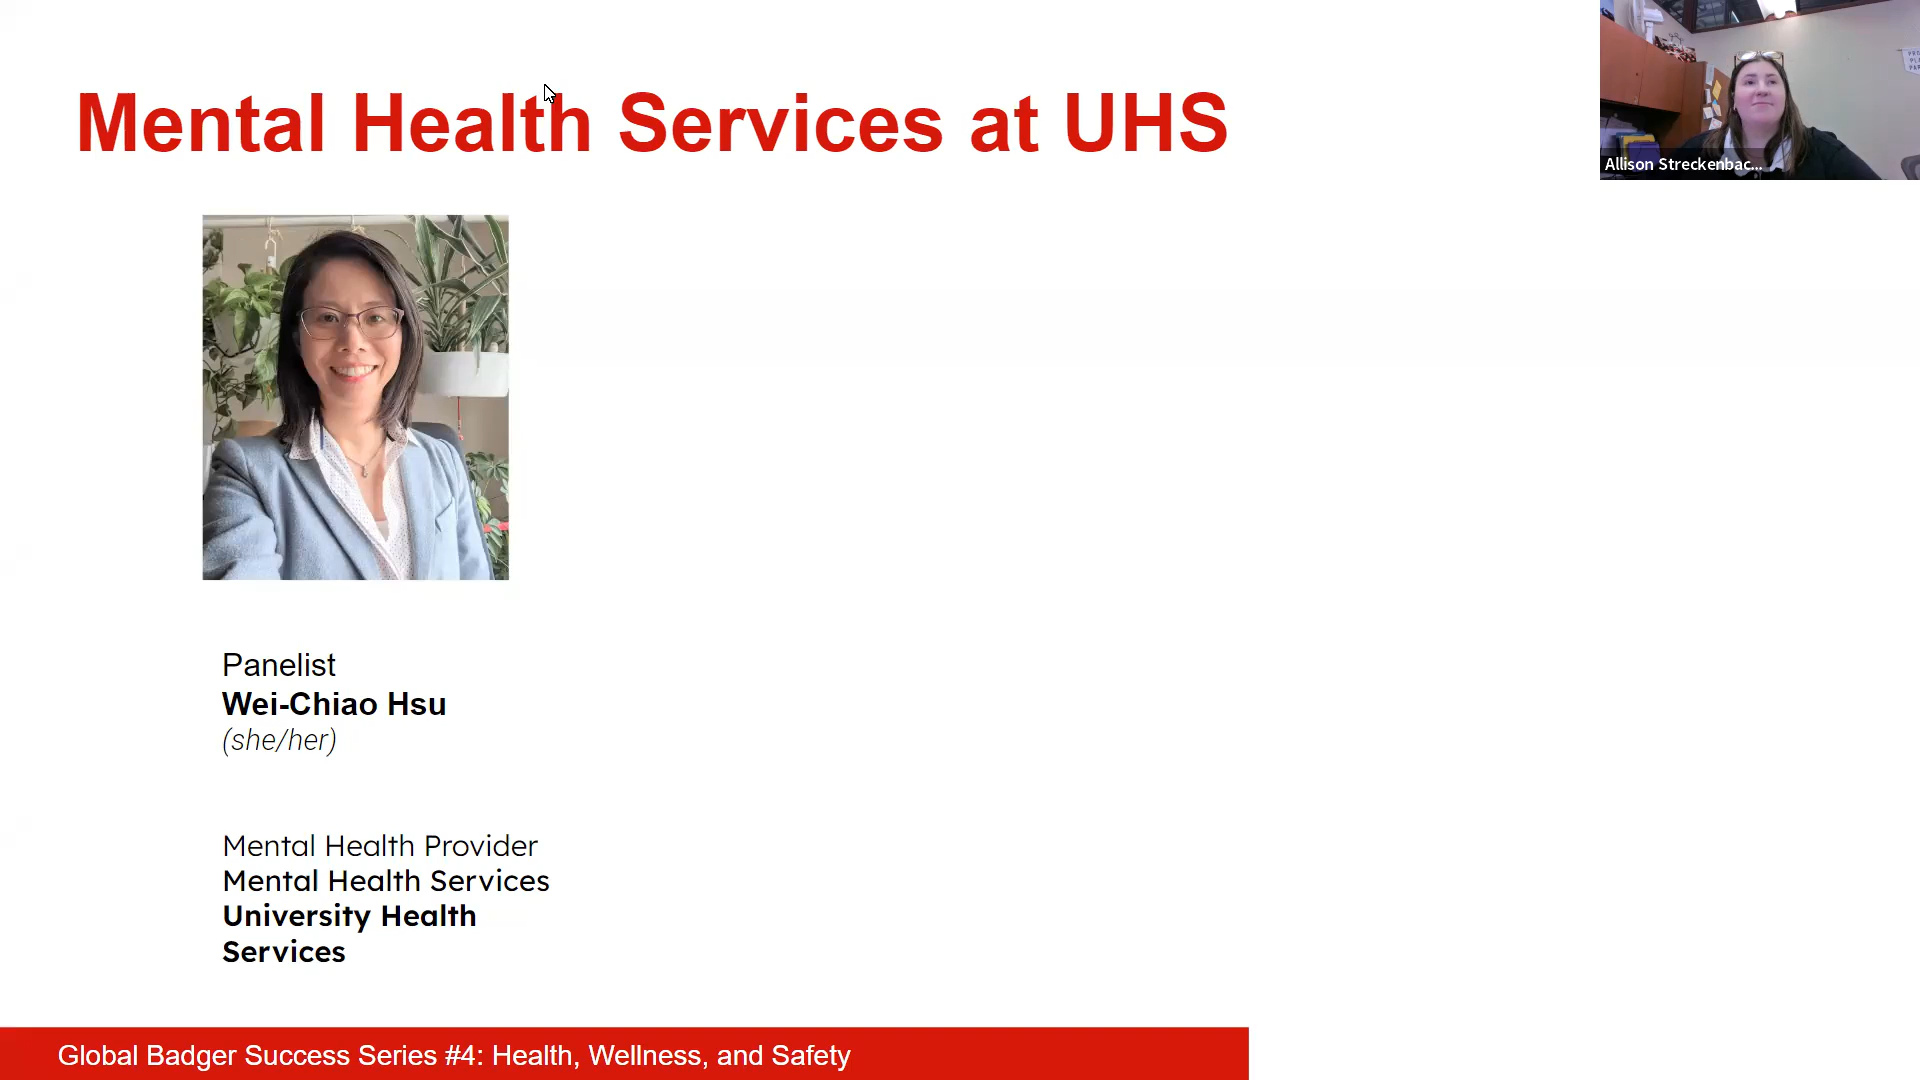 Mental Health Services at UHS
Allison Streckenbac...
Panelist
Wei-Chiao Hsu
(she/her)
Mental Health Provider
Mental Health Services
University Health
Services
Global Badger Success Series #4: Health, Wellness, and Safety